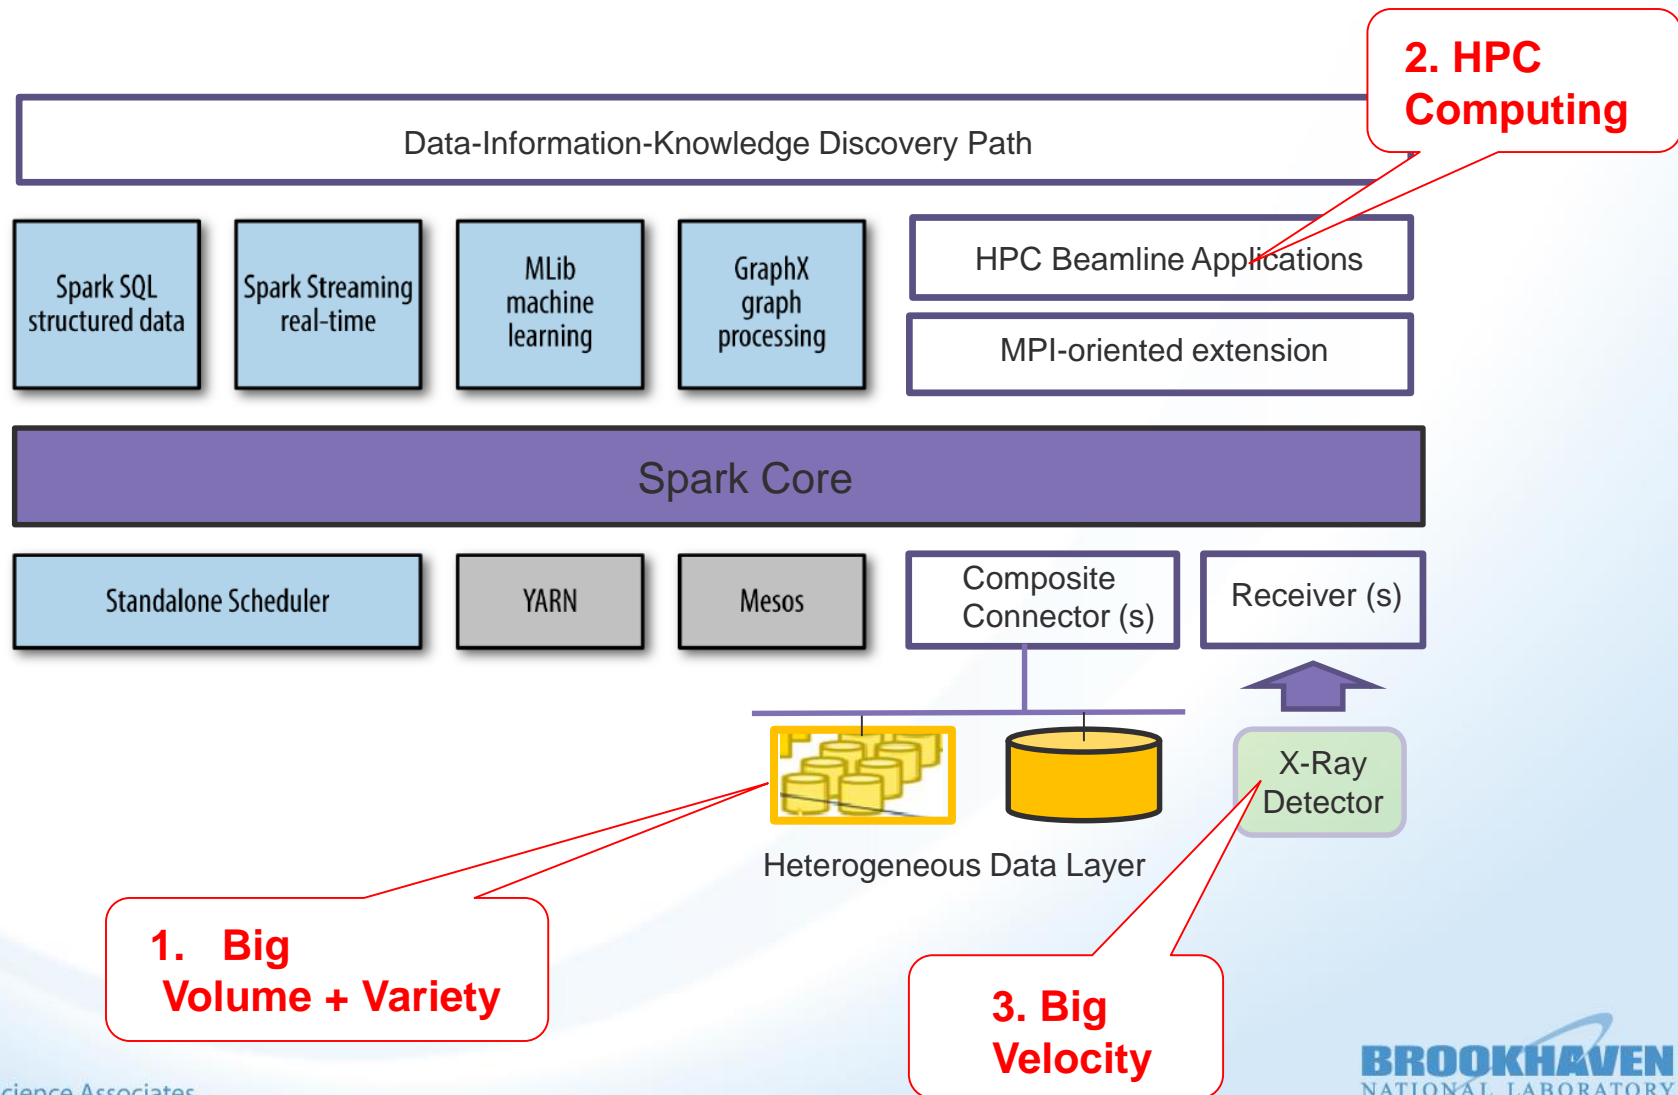 2. HPC
Computing
Data-Information-Knowledge Discovery Path
Spark SQL
structured data
Spark Streaming
real-time
MLib
machine
learning
GraphX
graph
processing
HPC Beamline Applications
MPI-oriented extension
Spark Core
Standalone Scheduler
YARN
Mesos
Composite
Connector (s)
Receiver (s)
X-Ray
Detector
Heterogeneous Data Layer
1. Big
Volume + Variety
3. Big
Velocity
BROOKHAVEN
NATIONAL LABORATORY
cience Associates